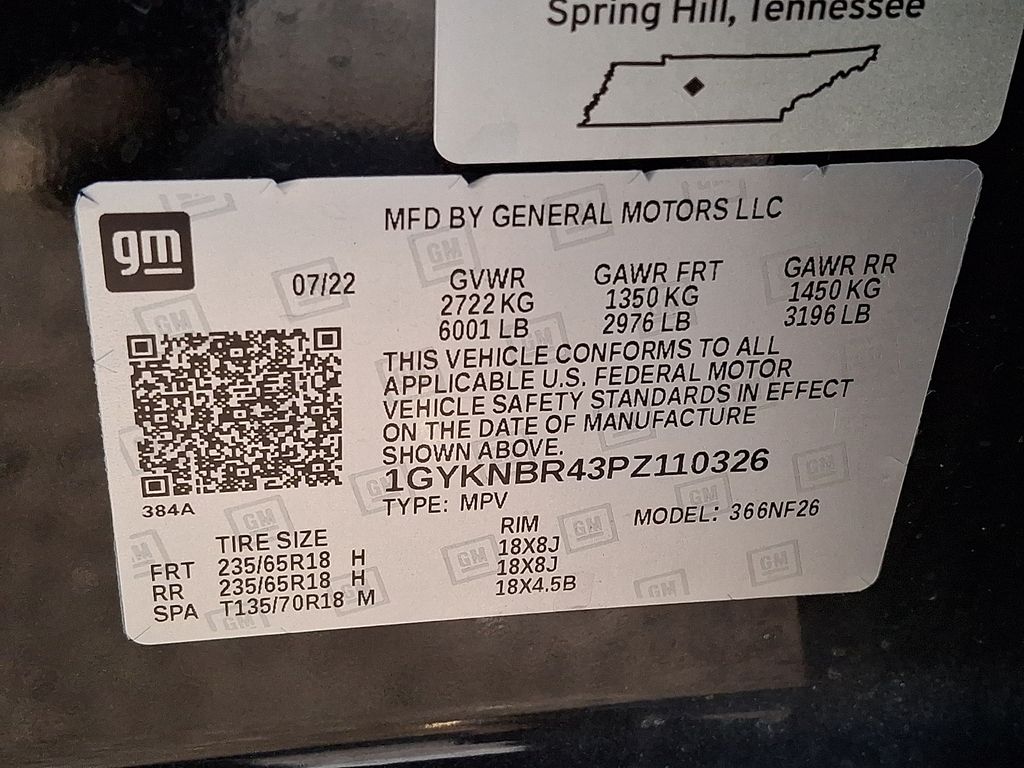 Spring Hill, Tennessee
gm
MFD BY GENERAL MOTORS LLC
07/22
GVWR GAWR FRT GAWR RR
2722 KG 1350 KG 1450 KG
6001 LB 2976 LB 3196 LB
THIS VEHICLE CONFORMS TO ALL
APPLICABLE U.S. FEDERAL MOTOR
VEHICLE SAFETY STANDARDS IN EFFECT
ON THE DATE OF MANUFACTURE
SHOWN ABOVE.
1GYKNBR43PZ110326
TYPE: MPV MODEL: 366NF26
384A
TIRE SIZE RIM
FRT 235/65R18 H 18X8J
RR 235/65R18 H 18X8J
SPA T135/70R18 M 18X4.5B